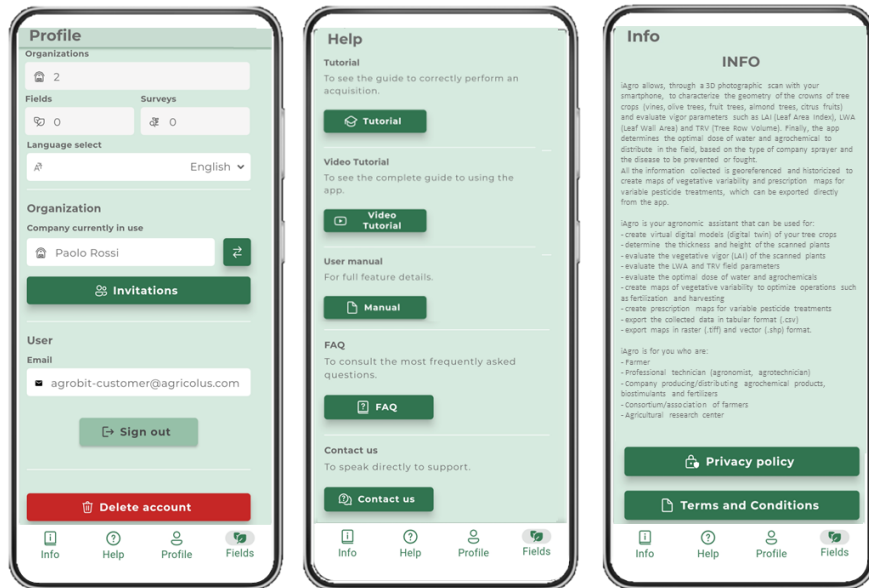 Profile
Organizations
2
Fields
Surveys
0
0
Language select
English
Organization
Company currently in use
Paolo Rossi
Invitations
User
Email
agrobit-customer@agricolus.com
Sign out
Delete account
Info
Help
Profile
Fields
Help
Tutorial
To see the guide to correctly perform an
acquisition.
Tutorial
Video Tutorial
To see the complete guide to using the
app.
Video
Tutorial
User manual
For full feature details.
Manual
FAQ
To consult the most frequently asked
questions.
FAQ
Contact us
To speak directly to support.
Contact us
Info
Help
Profile
Fields
Info
INFO
iAgro allows, through a 3D photographic scan with your
smartphone, to characterize the geometry of the crowns of tree
crops (vines, olive trees, fruit trees, almond trees, citrus fruits)
and evaluate vigor parameters such as LAI (Leaf Area Index), LWA
(Leaf Wall Area) and TRV (Tree Row Volume). Finally, the app
determines the optimal dose of water and agrochemical to
distribute in the field, based on the type of company sprayer and
the disease to be prevented or fought.
All the information collected is georeferenced and historicized to
create maps of vegetative variability and prescription maps for
variable pesticide treatments, which can be exported directly
from the app.
iAgro is your agronomic assistant that can be used for:
- create virtual digital models (digital twin) of your tree crops
- determine the thickness and height of the scanned plants
- evaluate the vegetative vigor (LAI) of the scanned plants
- evaluate the LWA and TRV field parameters
- evaluate the optimal dose of water and agrochemicals
- create maps of vegetative variability to optimize operations such
as fertilization and harvesting
- create prescription maps for variable pesticide treatments
- export the collected data in tabular format (.csv)
- export maps in raster (.tiff) and vector (.shp) format.
iAgro is for you who are:
- Farmer
- Professional technician (agronomist, agrotechnician)
- Company producing/distributing agrochemical products,
biostimulants and fertilizers
- Consortium/association of farmers
- Agricultural research center
Privacy policy
Terms and Conditions
Info
Help
Profile
Fields